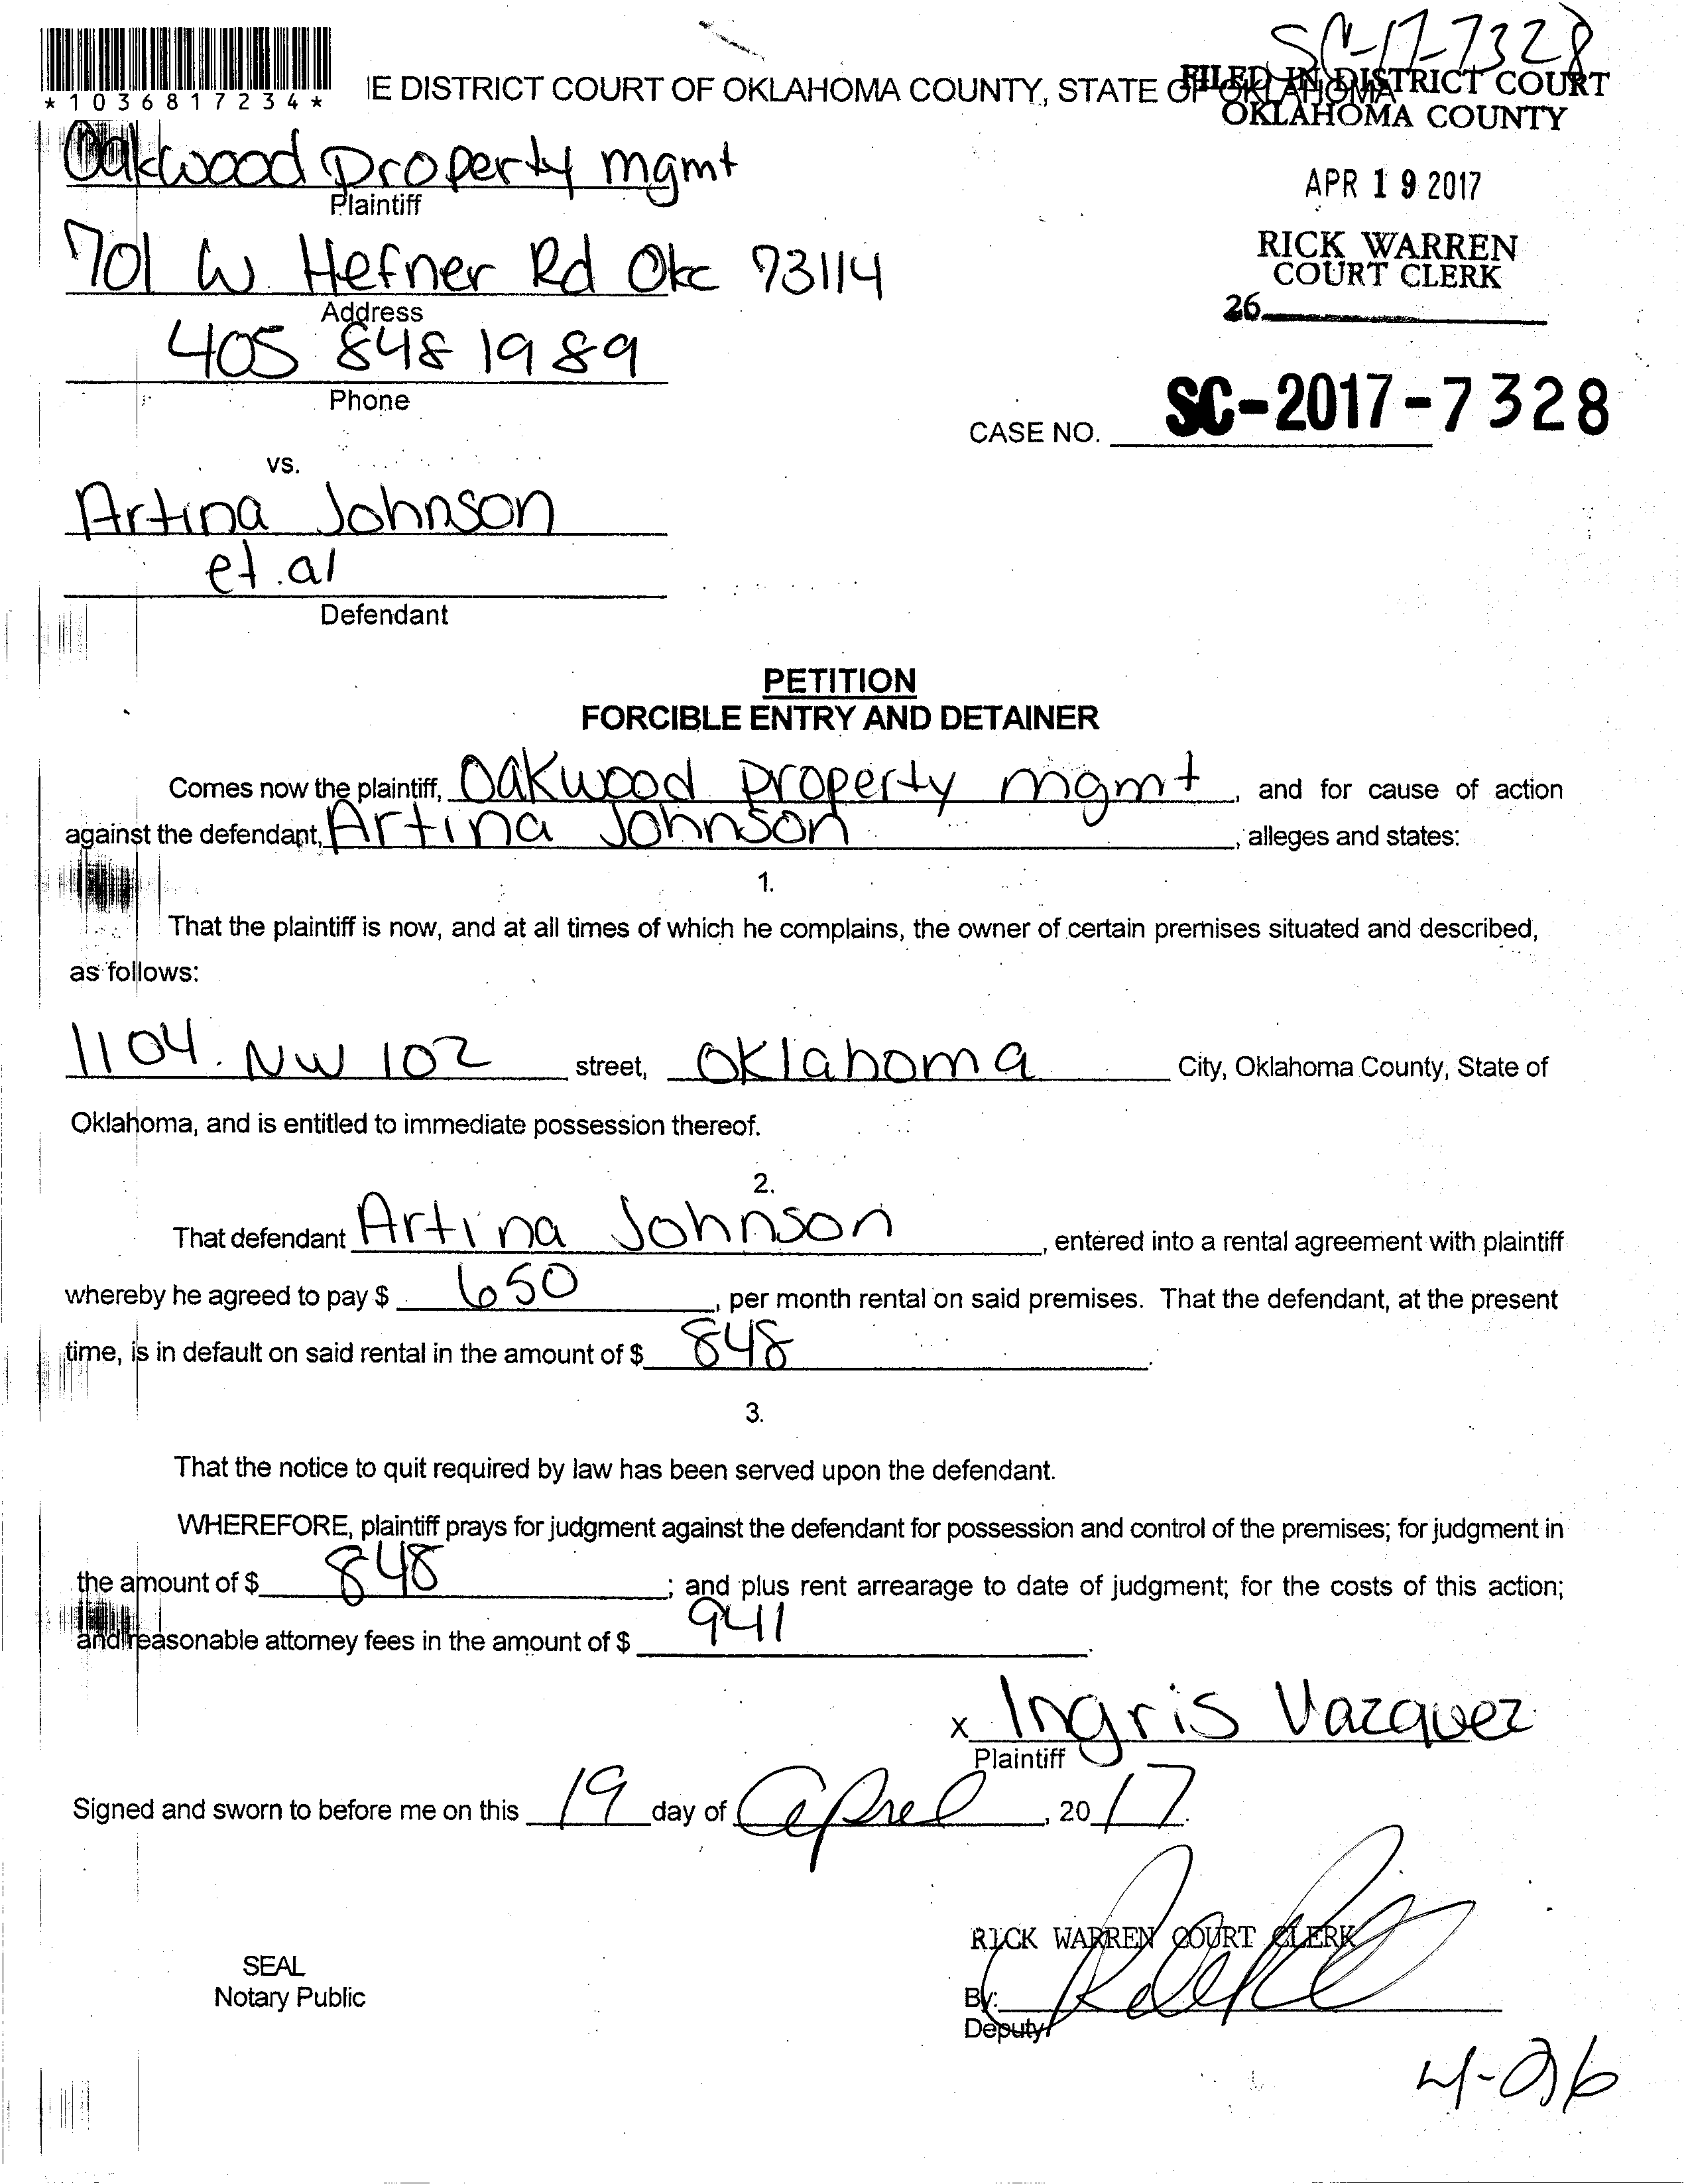 SC-17-7328
*1036817234*
IE DISTRICT COURT OF OKLAHOMA COUNTY, STATE OF OKLAHOMA
FILED IN DISTRICT COURT
OKLAHOMA COUNTY
Oakwood Property mgmt
Plaintiff
APR 19 2017
701 W. Hefner Rd Okc 73114
Address
RICK WARREN
COURT CLERK
26
405 848 1989
Phone
CASE NO. SC-2017-7328
vs.
Artina Johnson
et.al
Defendant
PETITION
FORCIBLE ENTRY AND DETAINER
Comes now the plaintiff, Oakwood property mgmt, and for cause of action
against the defendant, Artina Johnson, alleges and states:
1.
That the plaintiff is now, and at all times of which he complains, the owner of certain premises situated and described,
as follows:
1104. NW 102 street, Oklahoma City, Oklahoma County, State of
Oklahoma, and is entitled to immediate possession thereof.
2.
That defendant Artina Johnson, entered into a rental agreement with plaintiff
whereby he agreed to pay $ 650, per month rental on said premises. That the defendant, at the present
time, is in default on said rental in the amount of $ 848.
3.
That the notice to quit required by law has been served upon the defendant.
WHEREFORE, plaintiff prays for judgment against the defendant for possession and control of the premises; for judgment in
the amount of $ 848; and plus rent arrearage to date of judgment; for the costs of this action;
and reasonable attorney fees in the amount of $ 941.
x Ingris Vazquez
Plaintiff
Signed and sworn to before me on this 19 day of April, 2017.
RICK WARREN COURT CLERK
SEAL
Notary Public
By:
Deputy
4-26